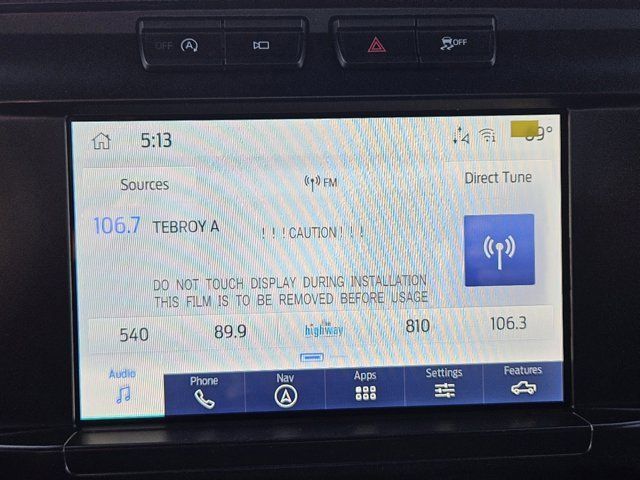 OFF A OFF
5:13
Sources FM Direct Tune
106.7 TEBROY A
! ! !CAUTION! ! !
DO NOT TOUCH DISPLAY DURING INSTALLATION
THIS FILM IS TO BE REMOVED BEFORE USAGE
540 89.9 the highway 810 106.3
Audio Phone Nav Apps Settings Features